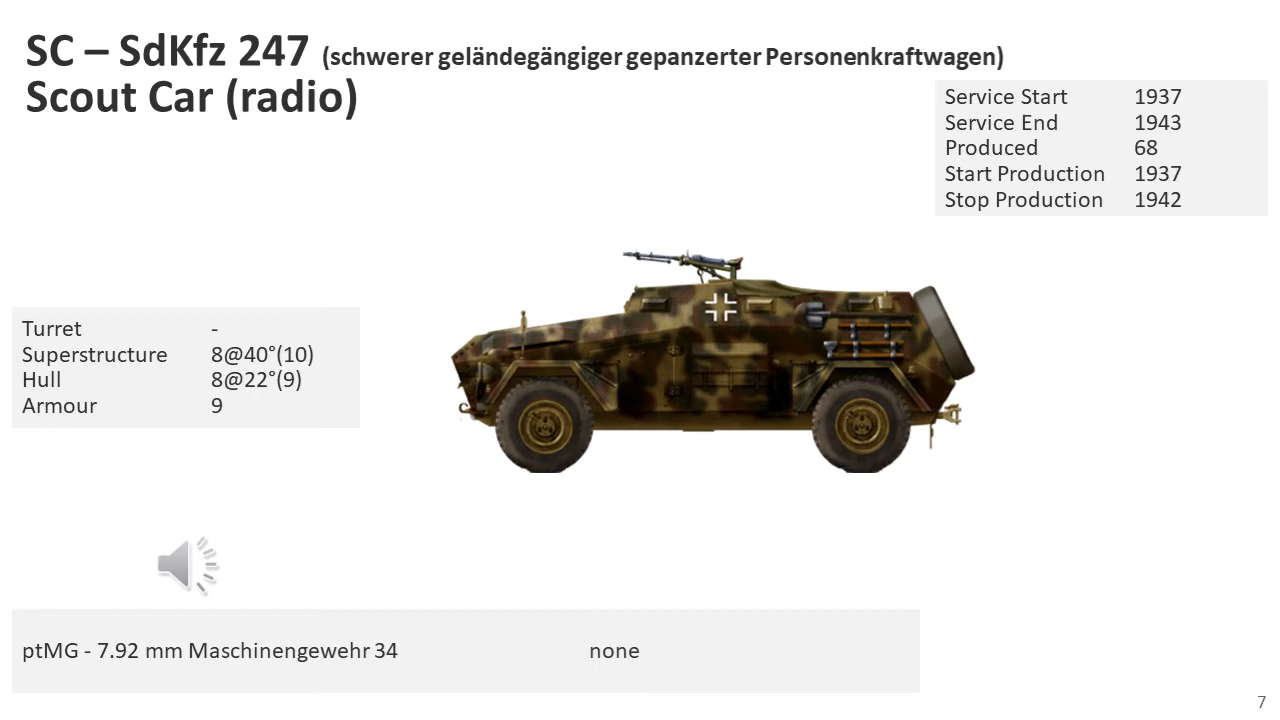 SC – SdKfz 247 (schwerer geländegängiger gepanzerter Personenkraftwagen)
Scout Car (radio)
Service Start 1937
Service End 1943
Produced 68
Start Production 1937
Stop Production 1942
Turret -
Superstructure 8@40°(10)
Hull 8@22°(9)
Armour 9
ptMG - 7.92 mm Maschinengewehr 34 none
7